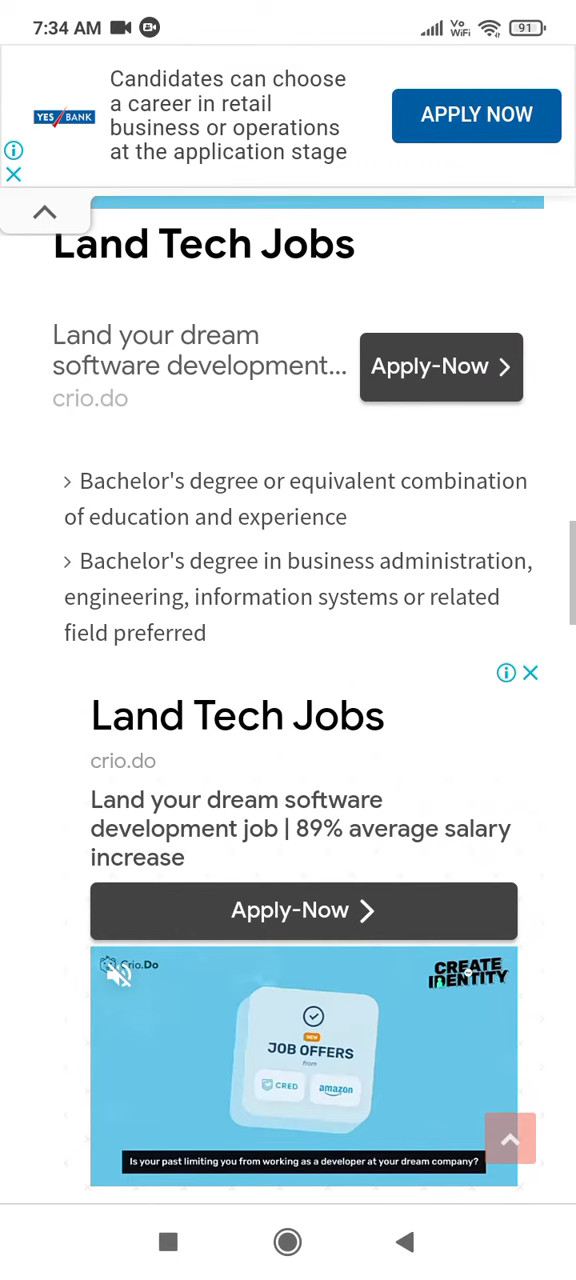 7:34 AM
Vo
WiFi
91
Candidates can choose
a career in retail
business or operations
at the application stage
YES BANK
APPLY NOW
Land Tech Jobs
Land your dream
software development...
crio.do
Apply-Now
Bachelor's degree or equivalent combination
of education and experience
Bachelor's degree in business administration,
engineering, information systems or related
field preferred
Land Tech Jobs
crio.do
Land your dream software
development job | 89% average salary
increase
Apply-Now
Crio.Do
CREATE
IDENTITY
NEW
JOB OFFERS
from
CRED
amazon
Is your past limiting you from working as a developer at your dream company?